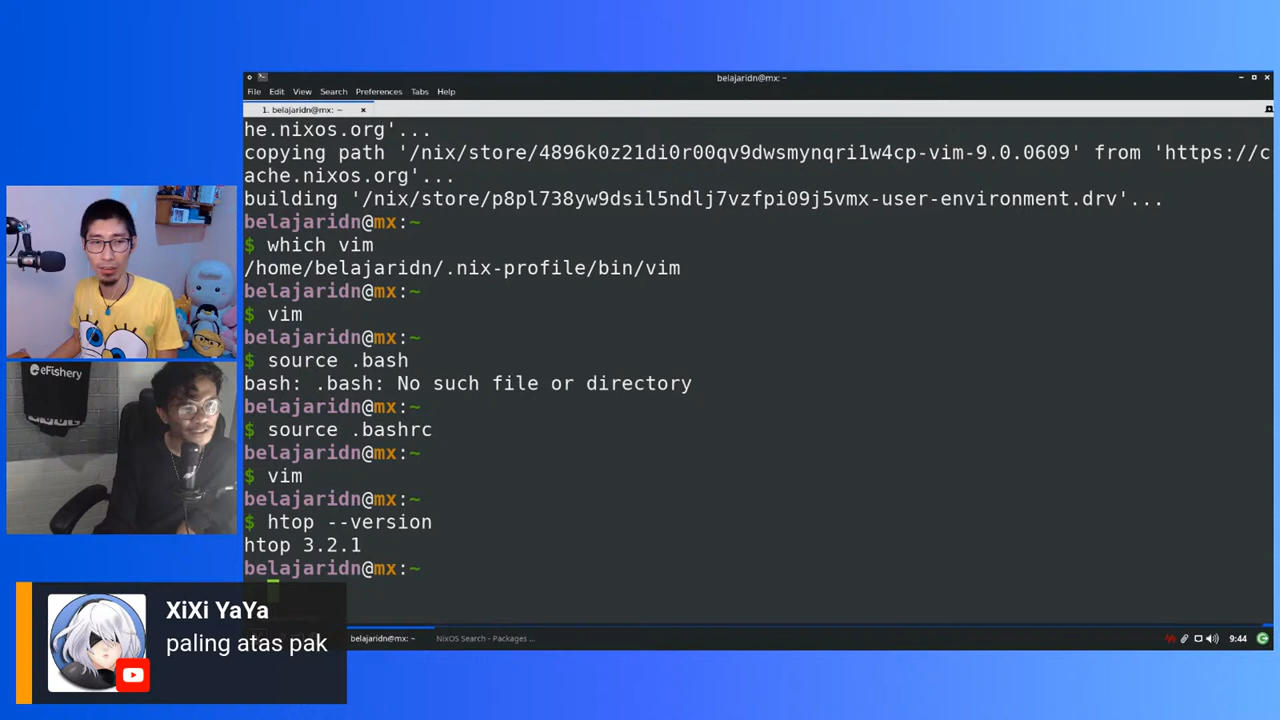 belajaridn@mx: ~
File Edit View Search Preferences Tabs Help
1. belajaridn@mx: ~ x
he.nixos.org'...
copying path '/nix/store/4896k0z21di0r00qv9dwsmynqri1w4cp-vim-9.0.0609' from 'https://c
ache.nixos.org'...
building '/nix/store/p8pl738yw9dsil5ndlj7vzfpi09j5vmx-user-environment.drv'...
belajaridn@mx:~
$ which vim
/home/belajaridn/.nix-profile/bin/vim
belajaridn@mx:~
$ vim
belajaridn@mx:~
$ source .bash
bash: .bash: No such file or directory
belajaridn@mx:~
$ source .bashrc
belajaridn@mx:~
$ vim
belajaridn@mx:~
$ htop --version
htop 3.2.1
belajaridn@mx:~
eFishery
XiXi YaYa
paling atas pak
belajaridn@mx: ~
NixOS Search - Packages ...
9:44